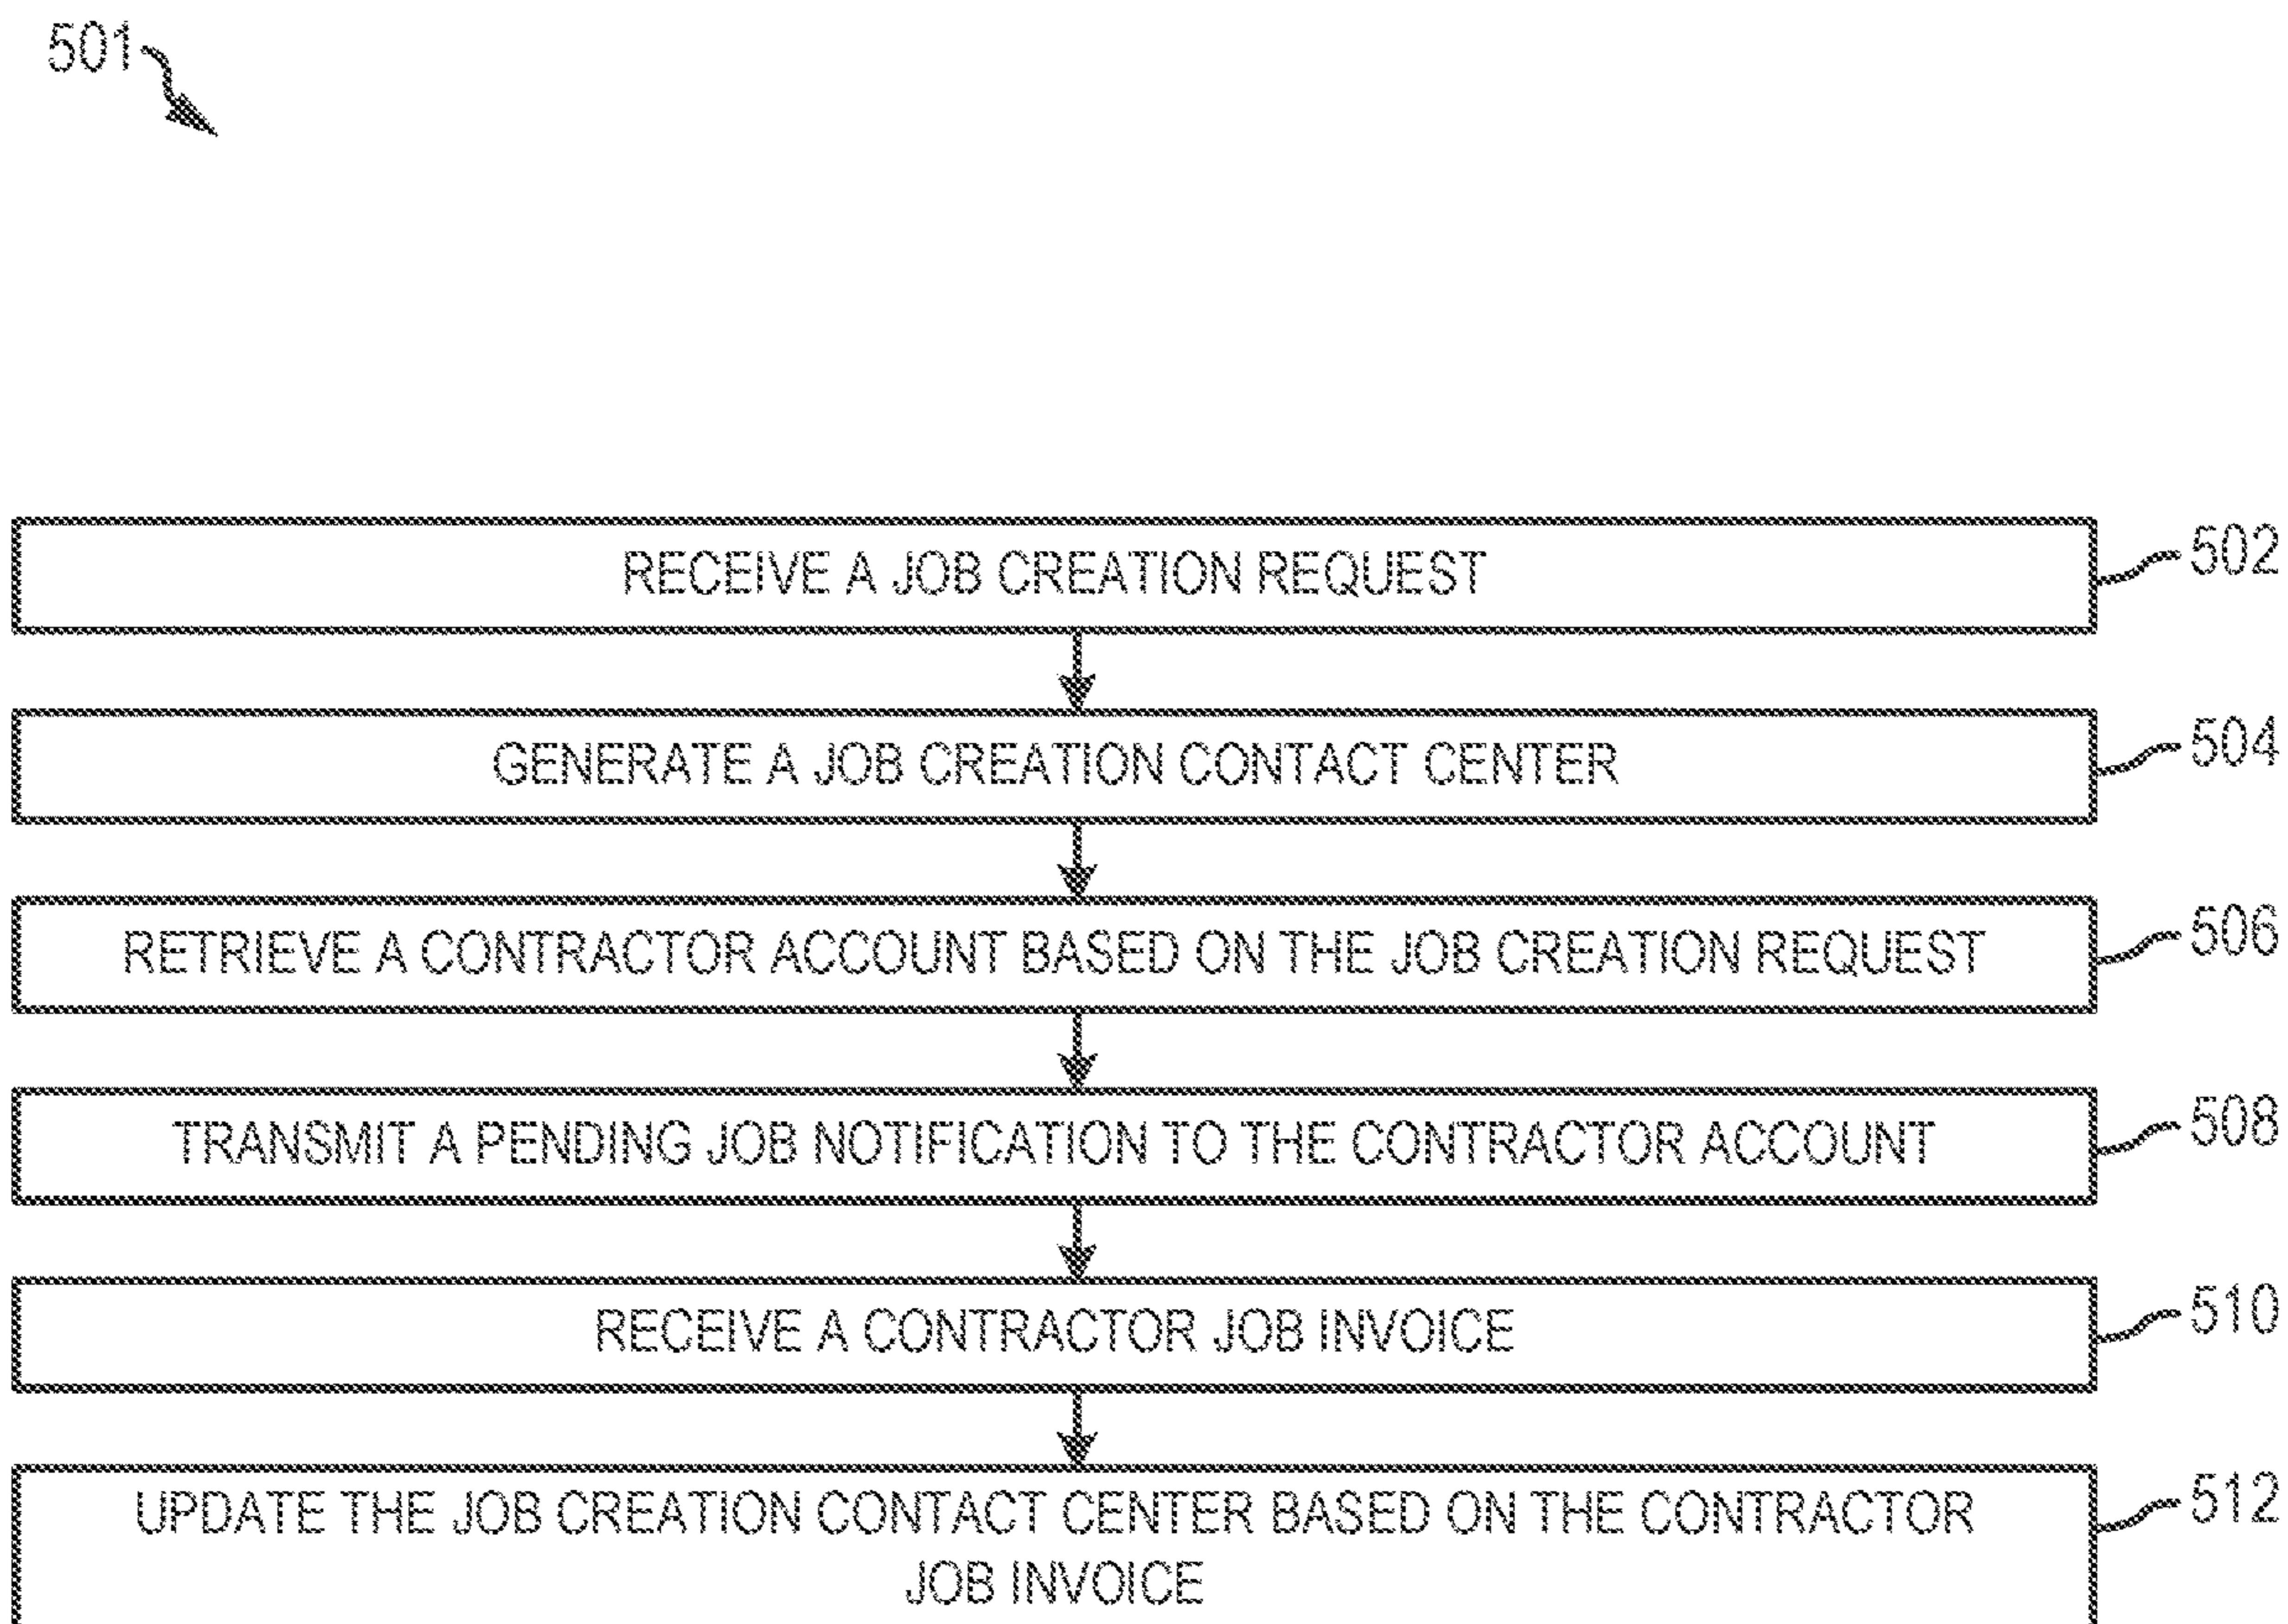 501
RECEIVE A JOB CREATION REQUEST
502
GENERATE A JOB CREATION CONTACT CENTER
504
RETRIEVE A CONTRACTOR ACCOUNT BASED ON THE JOB CREATION REQUEST
506
TRANSMIT A PENDING JOB NOTIFICATION TO THE CONTRACTOR ACCOUNT
508
RECEIVE A CONTRACTOR JOB INVOICE
510
UPDATE THE JOB CREATION CONTACT CENTER BASED ON THE CONTRACTOR
JOB INVOICE
512